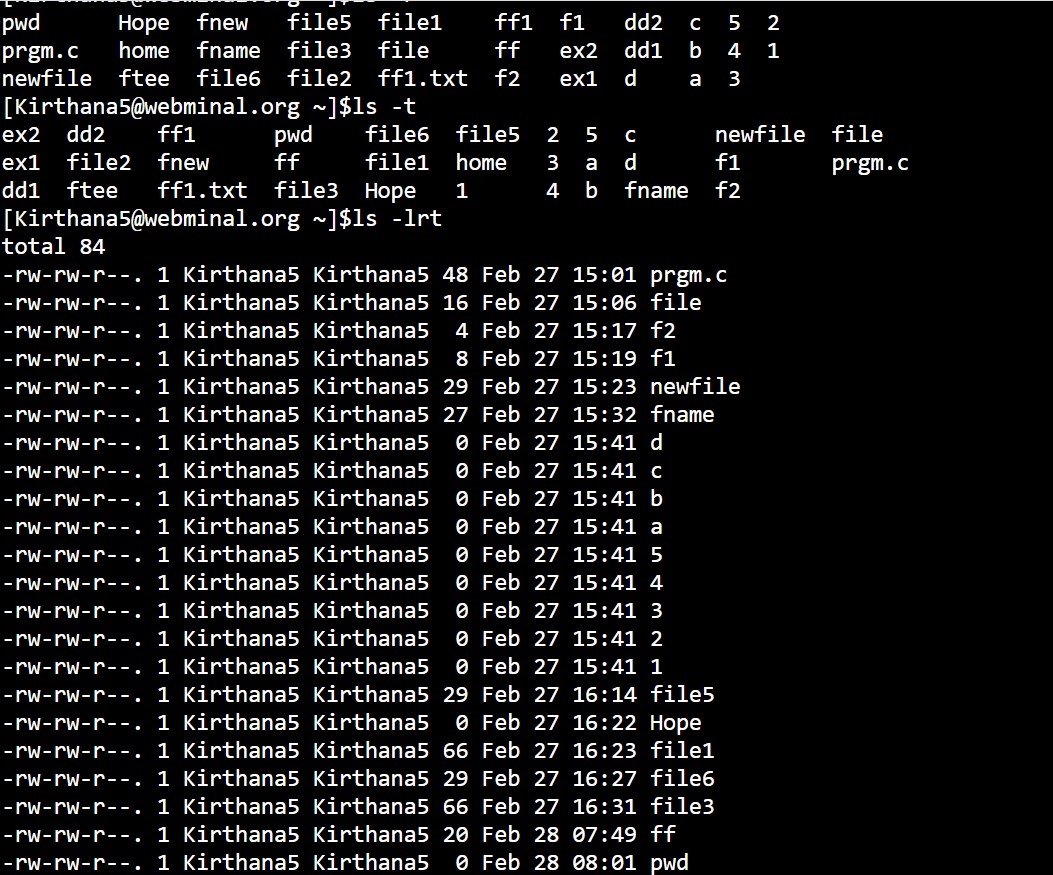 [Kirthana5@webminal.org ~]$ls -r
pwd Hope fnew file5 file1 ff1 f1 dd2 c 5 2
prgm.c home fname file3 file ff ex2 dd1 b 4 1
newfile ftee file6 file2 ff1.txt f2 ex1 d a 3
[Kirthana5@webminal.org ~]$ls -t
ex2 dd2 ff1 pwd file6 file5 2 5 c newfile file
ex1 file2 fnew ff file1 home 3 a d f1 prgm.c
dd1 ftee ff1.txt file3 Hope 1 4 b fname f2
[Kirthana5@webminal.org ~]$ls -lrt
total 84
-rw-rw-r--. 1 Kirthana5 Kirthana5 48 Feb 27 15:01 prgm.c
-rw-rw-r--. 1 Kirthana5 Kirthana5 16 Feb 27 15:06 file
-rw-rw-r--. 1 Kirthana5 Kirthana5 4 Feb 27 15:17 f2
-rw-rw-r--. 1 Kirthana5 Kirthana5 8 Feb 27 15:19 f1
-rw-rw-r--. 1 Kirthana5 Kirthana5 29 Feb 27 15:23 newfile
-rw-rw-r--. 1 Kirthana5 Kirthana5 27 Feb 27 15:32 fname
-rw-rw-r--. 1 Kirthana5 Kirthana5 0 Feb 27 15:41 d
-rw-rw-r--. 1 Kirthana5 Kirthana5 0 Feb 27 15:41 c
-rw-rw-r--. 1 Kirthana5 Kirthana5 0 Feb 27 15:41 b
-rw-rw-r--. 1 Kirthana5 Kirthana5 0 Feb 27 15:41 a
-rw-rw-r--. 1 Kirthana5 Kirthana5 0 Feb 27 15:41 5
-rw-rw-r--. 1 Kirthana5 Kirthana5 0 Feb 27 15:41 4
-rw-rw-r--. 1 Kirthana5 Kirthana5 0 Feb 27 15:41 3
-rw-rw-r--. 1 Kirthana5 Kirthana5 0 Feb 27 15:41 2
-rw-rw-r--. 1 Kirthana5 Kirthana5 0 Feb 27 15:41 1
-rw-rw-r--. 1 Kirthana5 Kirthana5 29 Feb 27 16:14 file5
-rw-rw-r--. 1 Kirthana5 Kirthana5 0 Feb 27 16:22 Hope
-rw-rw-r--. 1 Kirthana5 Kirthana5 66 Feb 27 16:23 file1
-rw-rw-r--. 1 Kirthana5 Kirthana5 29 Feb 27 16:27 file6
-rw-rw-r--. 1 Kirthana5 Kirthana5 66 Feb 27 16:31 file3
-rw-rw-r--. 1 Kirthana5 Kirthana5 20 Feb 28 07:49 ff
-rw-rw-r--. 1 Kirthana5 Kirthana5 0 Feb 28 08:01 pwd